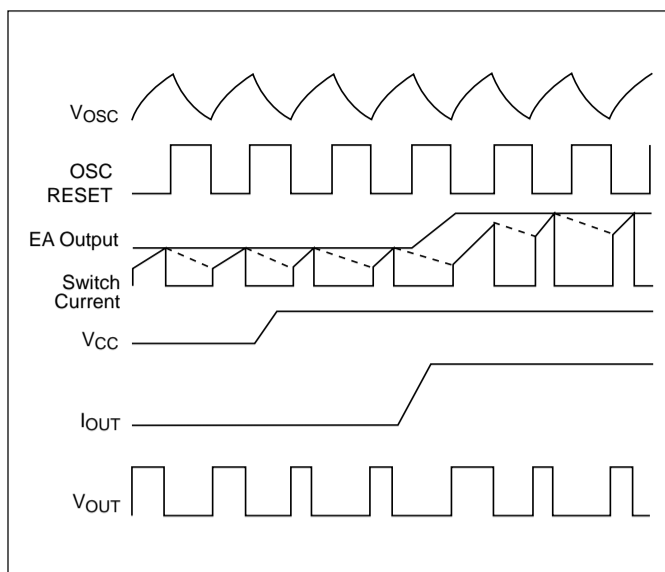 VOSC
OSC
RESET
EA Output
Switch
Current
VCC
IOUT
VOUT